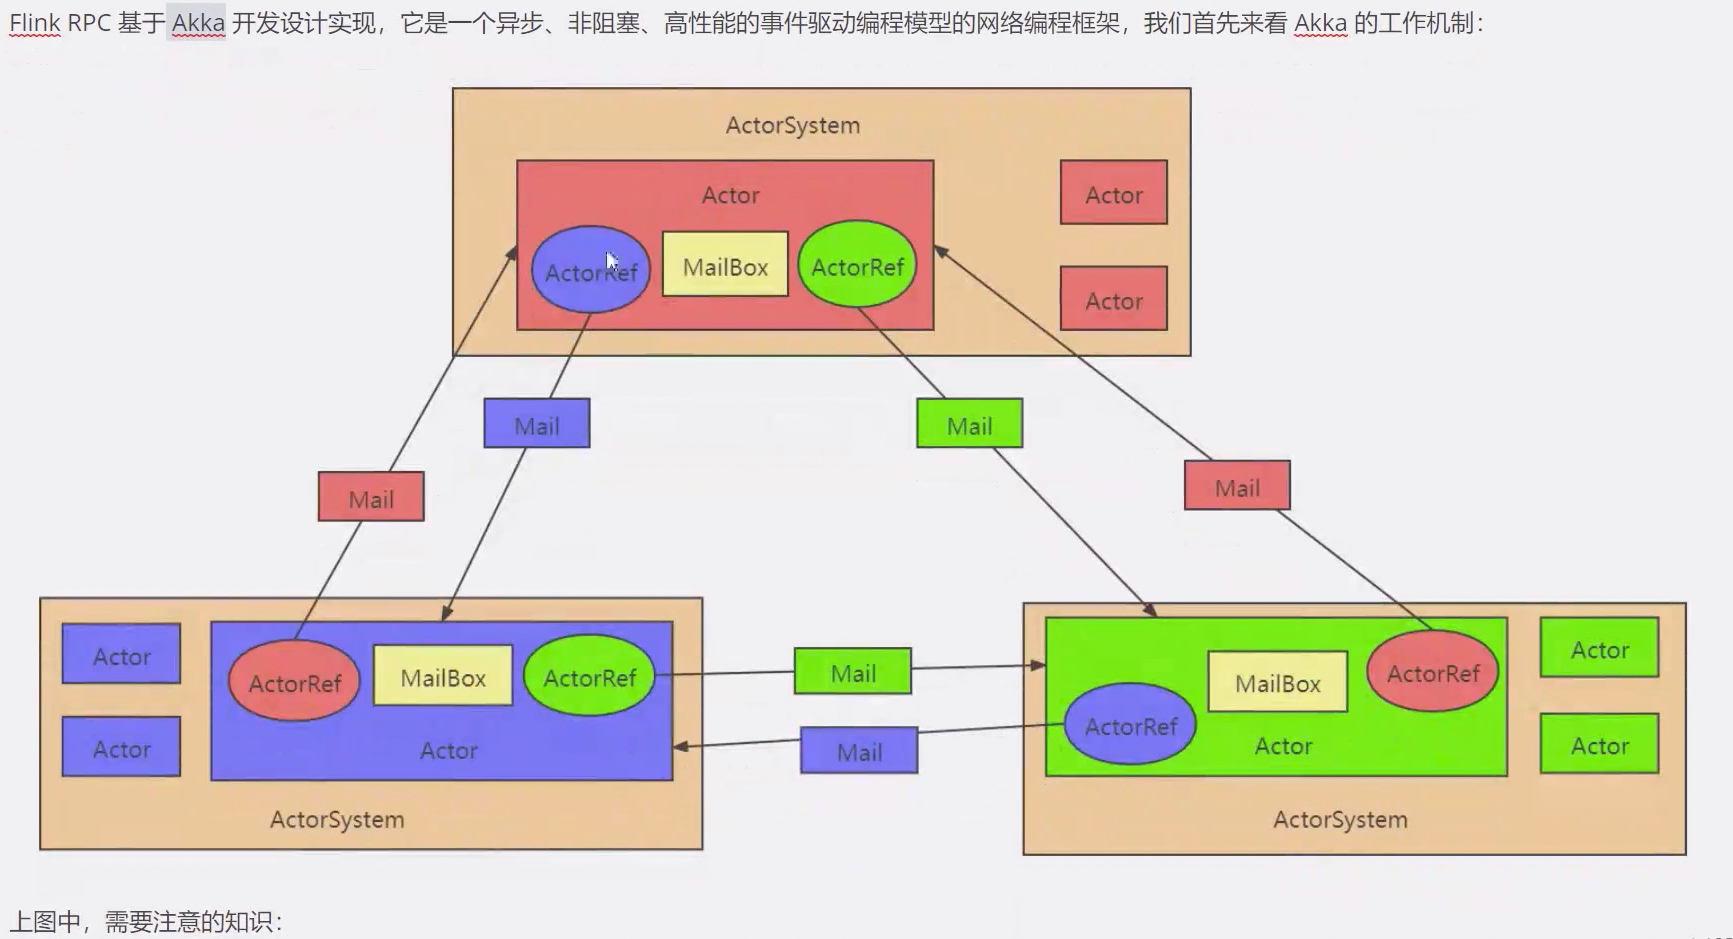 Flink RPC 基于 Akka 开发设计实现，它是一个异步、非阻塞、高性能的事件驱动编程模型的网络编程框架，我们首先来看 Akka 的工作机制：
ActorSystem
Actor
Actor
ActorRef
MailBox
ActorRef
Actor
Mail
Mail
Mail
Mail
Actor
ActorRef
MailBox
ActorRef
Mail
MailBox
ActorRef
Actor
ActorRef
Actor
Actor
Mail
Actor
Actor
ActorSystem
ActorSystem
上图中，需要注意的知识：